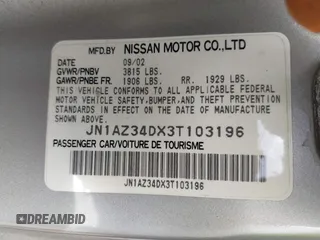 MFD.BY NISSAN MOTOR CO.,LTD
DATE 09/02
GVWR/PNBV 3815 LBS.
GAWR/PNBE FR. 1906 LBS. RR. 1929 LBS.
THIS VEHICLE CONFORMS TO ALL APPLICABLE FEDERAL
MOTOR VEHICLE SAFETY,BUMPER,AND THEFT PREVENTION
STANDARDS IN EFFECT ON THE DATE OF MANUFACTURE
SHOWN ABOVE.
JN1AZ34DX3T103196
PASSENGER CAR/VOITURE DE TOURISME
JN1AZ34DX3T103196
DREAMBID